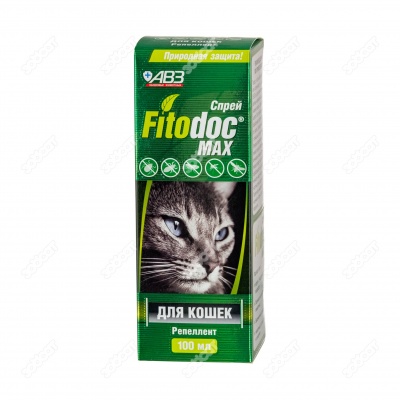 Природная защита!
АВЗ
Спрей
Fitodoc®
MAX
ДЛЯ КОШЕК
Репеллент
100 мл